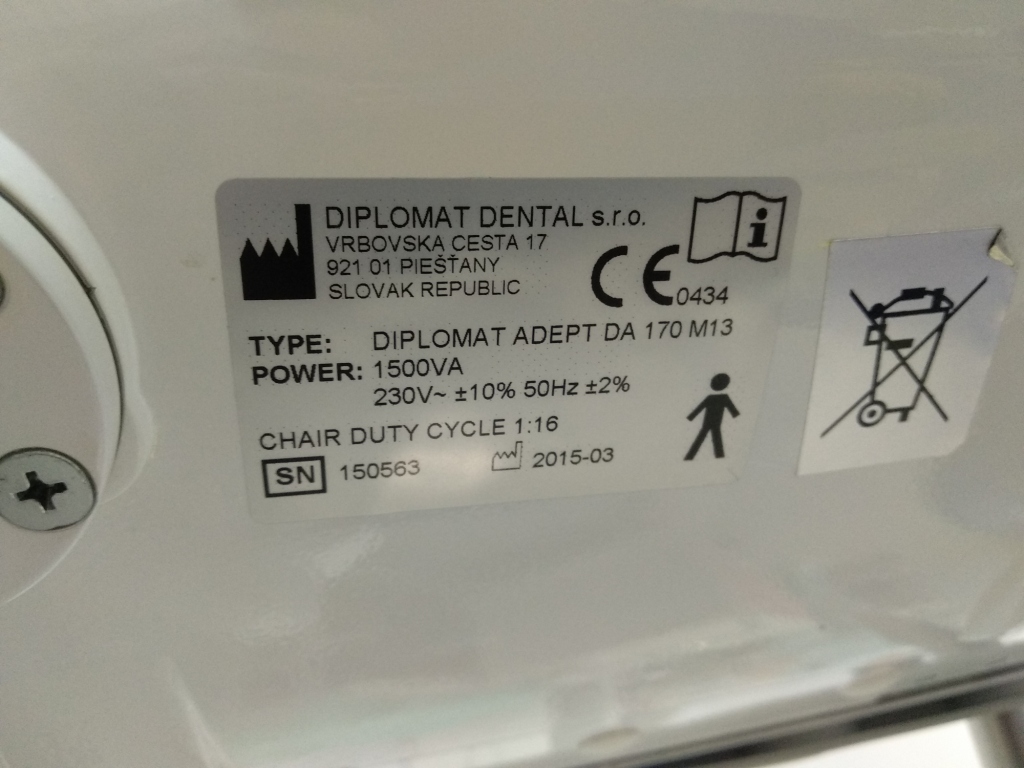 DIPLOMAT DENTAL s.r.o.
VRBOVSKA CESTA 17
921 01 PIEŠŤANY
SLOVAK REPUBLIC
CE 0434
TYPE: DIPLOMAT ADEPT DA 170 M13
POWER: 1500VA
230V~ ±10% 50Hz ±2%
CHAIR DUTY CYCLE 1:16
SN 150563 2015-03